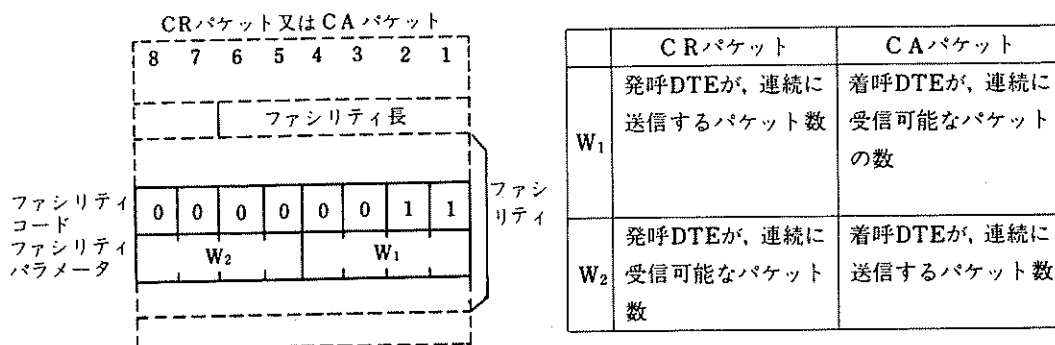 CRパケット又はCAパケット
8 7 6 5 4 3 2 1
ファシリティ長
ファシリティ
コード
0 0 0 0 0 0 1 1
ファシリティ
パラメータ
W₂ W₁
ファシ
リティ
CRパケット CAパケット
W₁
発呼DTEが,連続に
送信するパケット数
着呼DTEが,連続に
受信可能なパケット
の数
W₂
発呼DTEが,連続に
受信可能なパケット
数
着呼DTEが,連続に
送信するパケット数